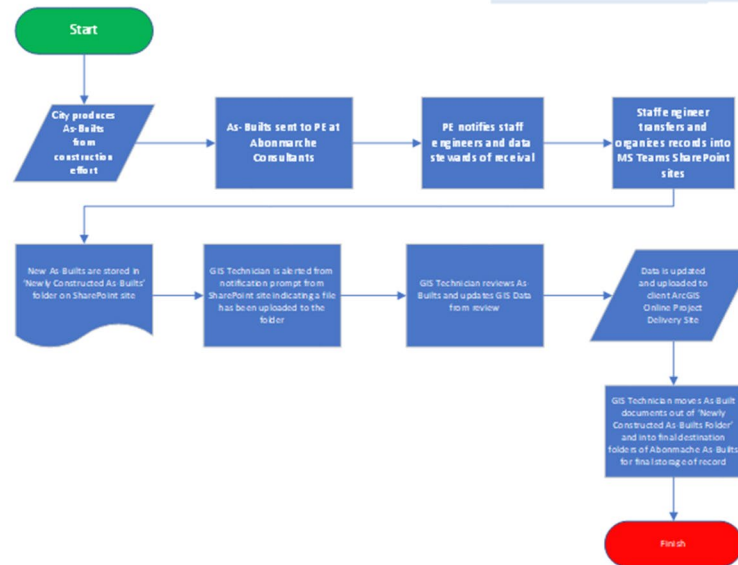 Start
City produces
As-Builts
from
construction
effort
As-Builts sent to PE at
Abonmarche
Consultants
PE notifies staff
engineers and data
stewards of receival
Staff engineer
transfers and
organizes records into
MS Teams SharePoint
sites
New As-Builts are stored in
'Newly Constructed As-Builts'
folder on SharePoint site
GIS Technician is alerted from
notification prompt from
SharePoint site indicating a file
has been uploaded to the
folder
GIS Technician reviews As-
Builts and updates GIS Data
from review
Data is updated
and uploaded to
client ArcGIS
Online Project
Delivery Site
GIS Technician moves As-Built
documents out of 'Newly
Constructed As-Builts Folder'
and into final destination
folders of Abonmache As-Builts
for final storage of record
Finish